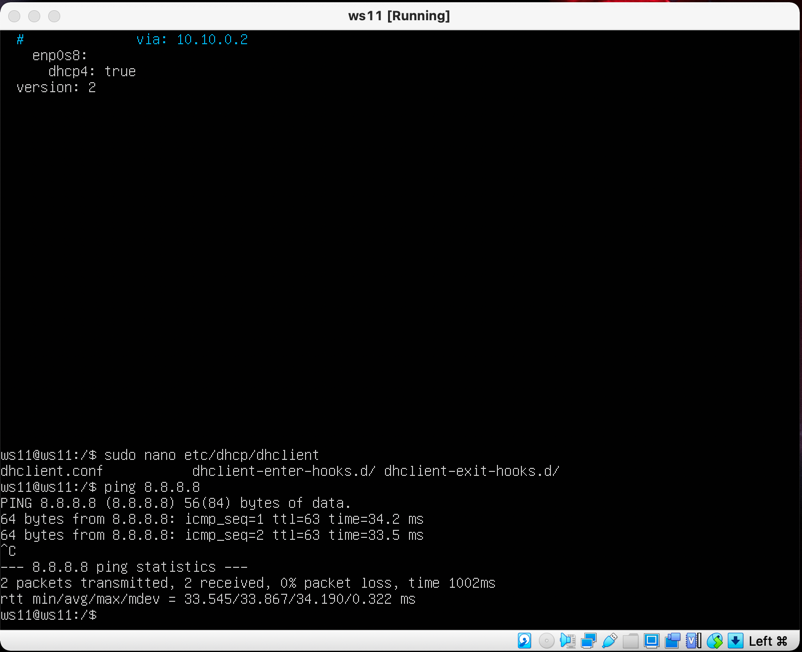 ws11 [Running]
#              via: 10.10.0.2
    enp0s8:
      dhcp4: true
  version: 2
ws11@ws11:/$ sudo nano etc/dhcp/dhclient
dhclient.conf           dhclient-enter-hooks.d/ dhclient-exit-hooks.d/
ws11@ws11:/$ ping 8.8.8.8
PING 8.8.8.8 (8.8.8.8) 56(84) bytes of data.
64 bytes from 8.8.8.8: icmp_seq=1 ttl=63 time=34.2 ms
64 bytes from 8.8.8.8: icmp_seq=2 ttl=63 time=33.5 ms
^C
--- 8.8.8.8 ping statistics ---
2 packets transmitted, 2 received, 0% packet loss, time 1002ms
rtt min/avg/max/mdev = 33.545/33.867/34.190/0.322 ms
ws11@ws11:/$
Left ⌘